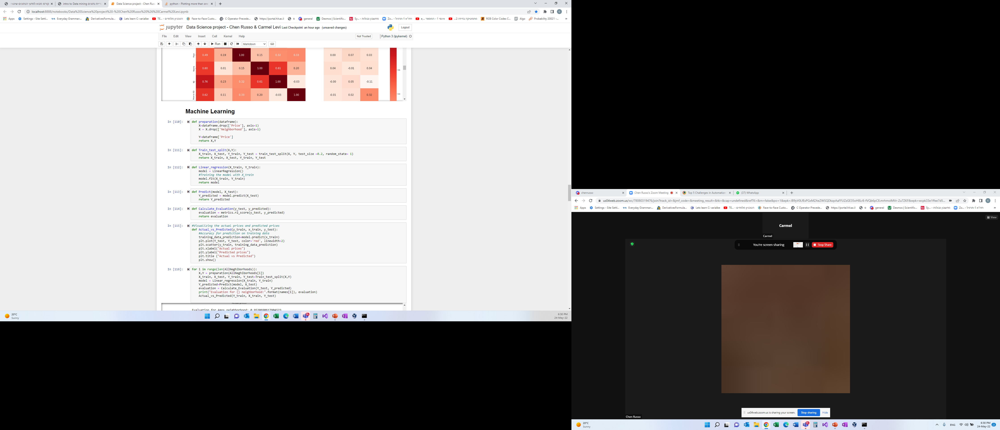 קורס: מבוא למדעי הנתונים-שיטות
intro to Data mining כריית נתונים
Data Science project - Chen Russ
python - Plotting more than one
localhost:8888/notebooks/Data%20Science%20project%20-%20Chen%20Russo%20%26%20Carmel%20Levi.ipynb
Apps
Settings - Site Setti...
Everyday Grammar:...
DerivativesFormula...
Lets learn C: varialbe
TE... - הטכניון מלמדים
Face-to-Face Custo...
C Operator Precede...
https://portal.hit.ac.il
פ
general
Desmos | Scientific...
Sy... - מחשבון גבולות
Zo... - חדו"א 1-תרגיל
אינפי 1 - המספר e,...
מתמטיקה בדידה 2...
RGB Color Codes C...
Algo
Probability 20021 -...
jupyter Data Science project - Chen Russo & Carmel Levi Last Checkpoint: an hour ago (unsaved changes)
Logout
File Edit View Insert Cell Kernel Help
Not Trusted
Python 3 (ipykernel)
Run
Markdown
Floor 0.49 0.19 1.00 0.15 0.32 0.33 0.00 0.07 0.03
Rooms 0.60 0.01 0.15 1.00 0.61 0.20 0.04 -0.01 0.04
-0.6
SQ 0.76 0.23 0.32 0.61 1.00 -0.03 -0.00 0.05 -0.11
Price to SQ 0.62 0.11 0.33 0.20 -0.03 1.00 -0.01 0.02 0.32
-0.4
Machine Learning
In [110]: def preparation(dataframe):
X=dataframe.drop(['Price'], axis=1)
X = X.drop(['Neighborhood'], axis=1)
Y=dataframe['Price']
return X,Y
In [111]: def Train_test_split(X,Y):
X_train, X_test, Y_train, Y_test = train_test_split(X, Y, test_size =0.2, random_state= 1)
return X_train, X_test, Y_train, Y_test
In [112]: def Linear_regression(X_train, Y_train):
model = LinearRegression()
#Training the model with X_train
model.fit(X_train, Y_train)
return model
In [113]: def Predict(model, X_test):
Y_predicted = model.predict(X_test)
return Y_predicted
In [114]: def Calculate_Evaluation(y_test, y_predicted):
evaluation = metrics.r2_score(y_test, y_predicted)
return evaluation
In [115]: #Visualizing the actual prices and predicted prices
def Actual_vs_Predicted(y_train, x_train, y_test):
#Accuracy for prediction on training data
training_data_prediction=model.predict(x_train)
plt.plot(Y_test, Y_test, color='red', linewidth=2)
plt.scatter(y_train, training_data_prediction)
plt.xlabel("Actual prices")
plt.ylabel("Predicted prices")
plt.title ("Actual vs Predicted")
plt.show()
In [116]: for i in range(len(AllNeghiborhoods)):
X,Y = preparation(AllNeghiborhoods[i])
X_train, X_test, Y_train, Y_test=Train_test_split(X,Y)
model = Linear_regression(X_train, Y_train)
Y_predicted=Predict(model, X_test)
evaluation = Calculate_Evaluation(Y_test, Y_predicted)
print("Evaluation for {} neighborhood:".format(names[i]), evaluation)
Actual_vs_Predicted(Y_train, X_train, Y_test)
Actual prices
Evaluation for Amos neighborhood: 0.9520690617904523
20°C
Sunny
9+
6:30 PM
24-May-22
chenrusso
Chen Russo's Zoom Meeting
Top 5 Challenges in Automation
(37) WhatsApp
us04web.zoom.us/wc/78080319476/join?track_id=&jmf_code=&meeting_result=&tk=&cap=undefined&refTK=&rn=false&po=1&epk=JB9yV0LfEsPGxMZAeZWSQDkzpAaFFUZzGE35oH8Lr8-fVQb6pC8.mrhmolMVr-Zu7ZKF&wpk=wcpk33e1ffee7d5...
Apps
Settings - Site Setti...
Everyday Grammar:...
DerivativesFormula...
Lets learn C: varialbe
TE... - הטכניון מלמדים
Face-to-Face Custo...
C Operator Precede...
https://portal.hit.ac.il
פ
general
Desmos | Scientific...
Sy... - מחשבון גבולות
Zo... - חדו"א 1-תרגיל
View
Carmel
Carmel
You're screen sharing
Stop Share
us04web.zoom.us is sharing your screen.
Stop sharing
Hide
Chen Russo
20°C
Sunny
9+
ENG
6:30 PM
24-May-22
22